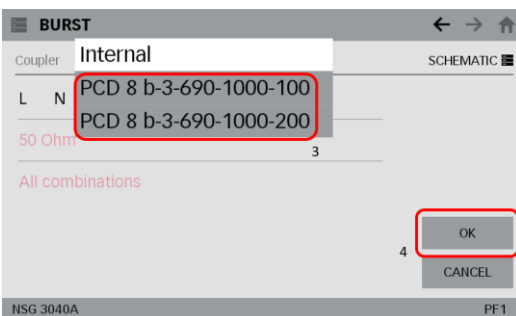 BURST
Coupler
Internal
SCHEMATIC
L N
PCD 8 b-3-690-1000-100
PCD 8 b-3-690-1000-200
50 Ohm
3
All combinations
OK
4
CANCEL
NSG 3040A
PF1